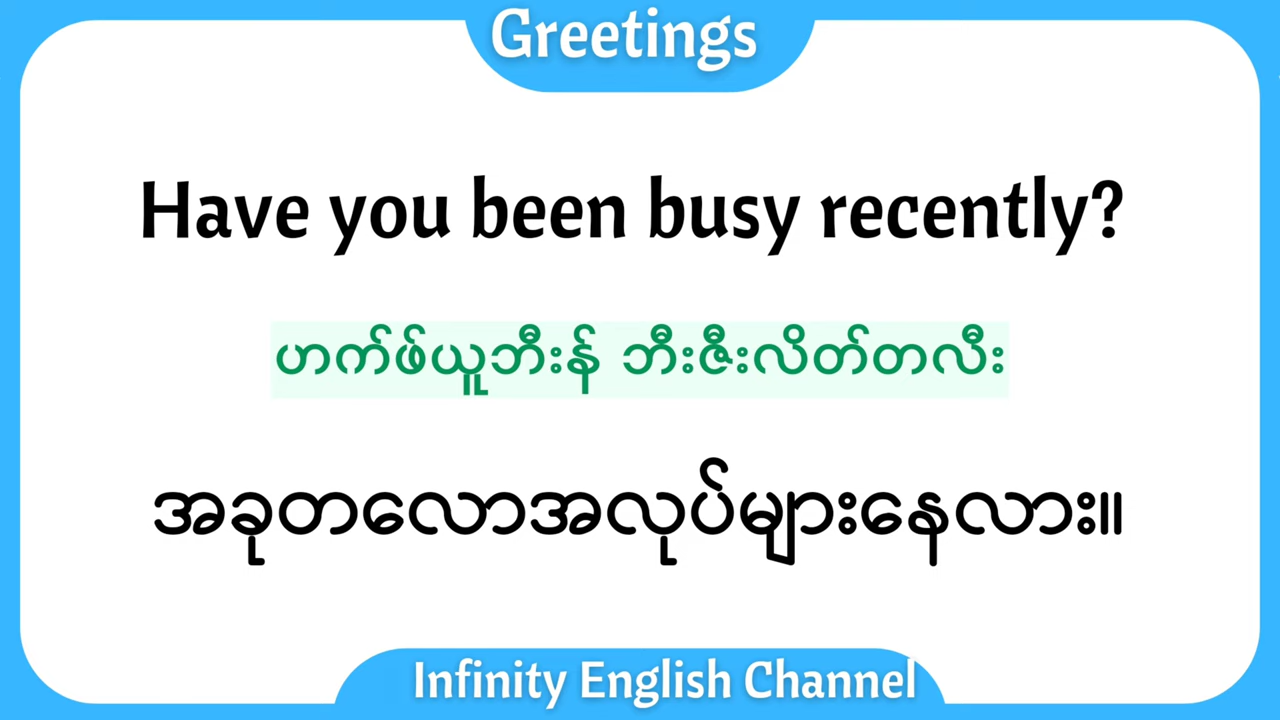 Greetings
Have you been busy recently?
ဟက်ဖ်ယူဘီးန် ဘီးဇီးလိတ်တလီး
အခုတလောအလုပ်များနေလား။
Infinity English Channel